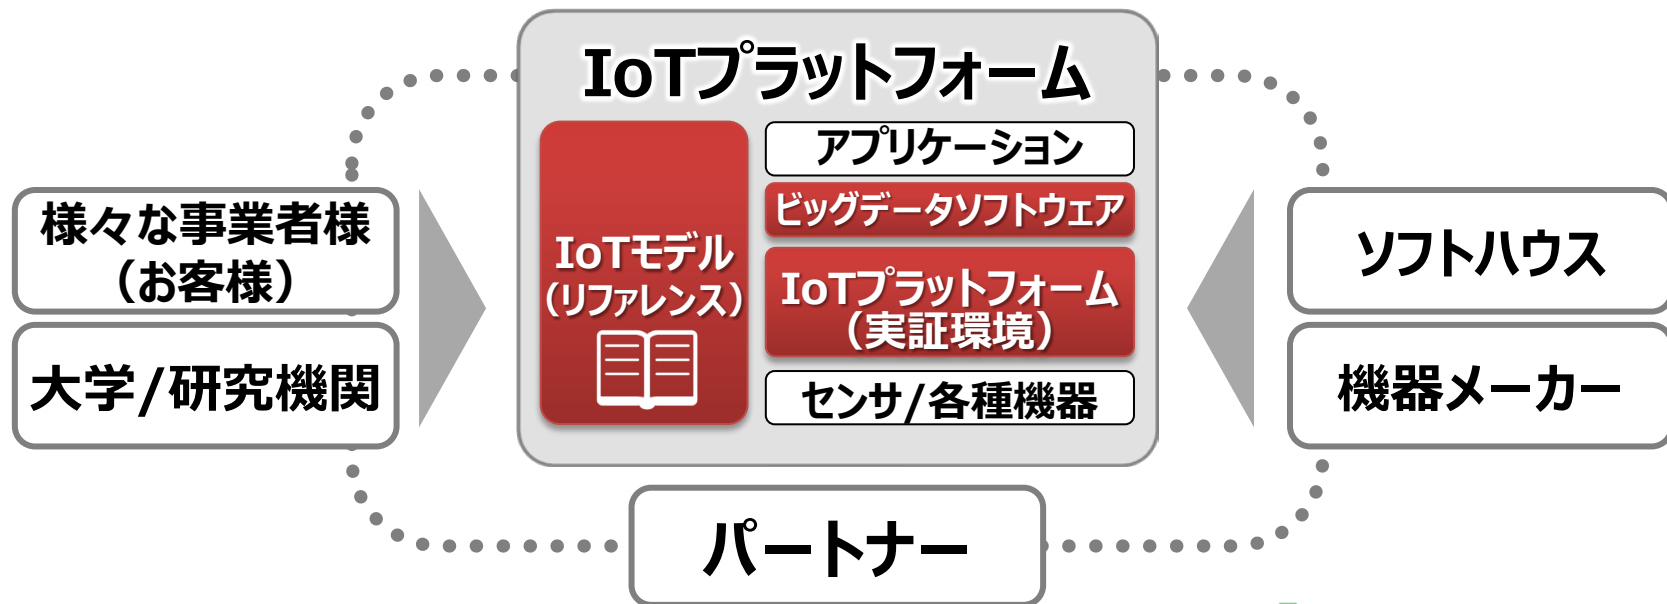 IoTプラットフォーム
アプリケーション
ビッグデータソフトウェア
IoTモデル
（リファレンス）
IoTプラットフォーム
（実証環境）
センサ/各種機器
様々な事業者様
（お客様）
大学/研究機関
ソフトハウス
機器メーカー
パートナー